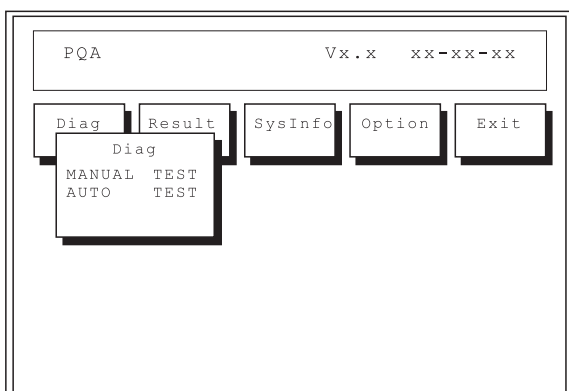 PQA Vx.x xx-xx-xx
Diag Result SysInfo Option Exit
Diag
MANUAL TEST
AUTO TEST